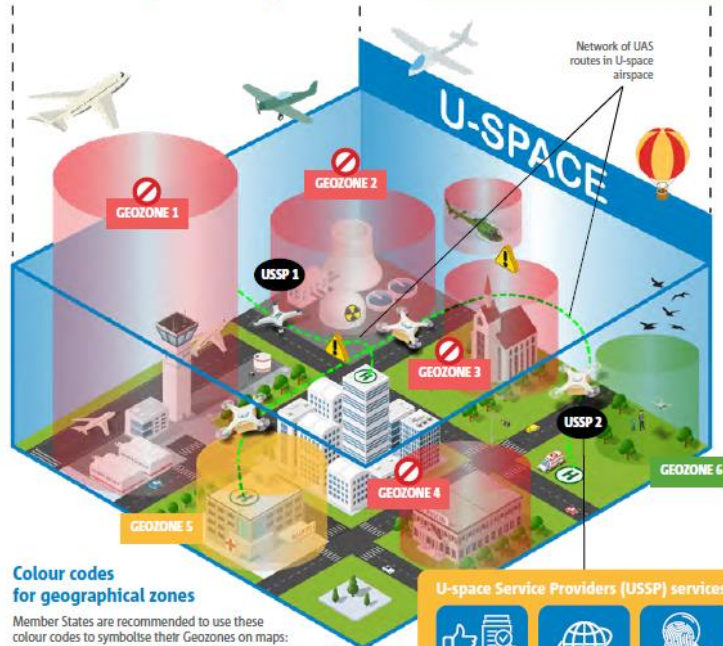 Network of UAS
routes in U-space
airspace
U-SPACE
GEOZONE 1
GEOZONE 2
USSP 1
GEOZONE 3
USSP 2
GEOZONE 6
GEOZONE 4
GEOZONE 5
H
H
H
Colour codes
for geographical zones
Member States are recommended to use these
colour codes to symbolise their Geozones on maps:
U-space Service Providers (USSP) services